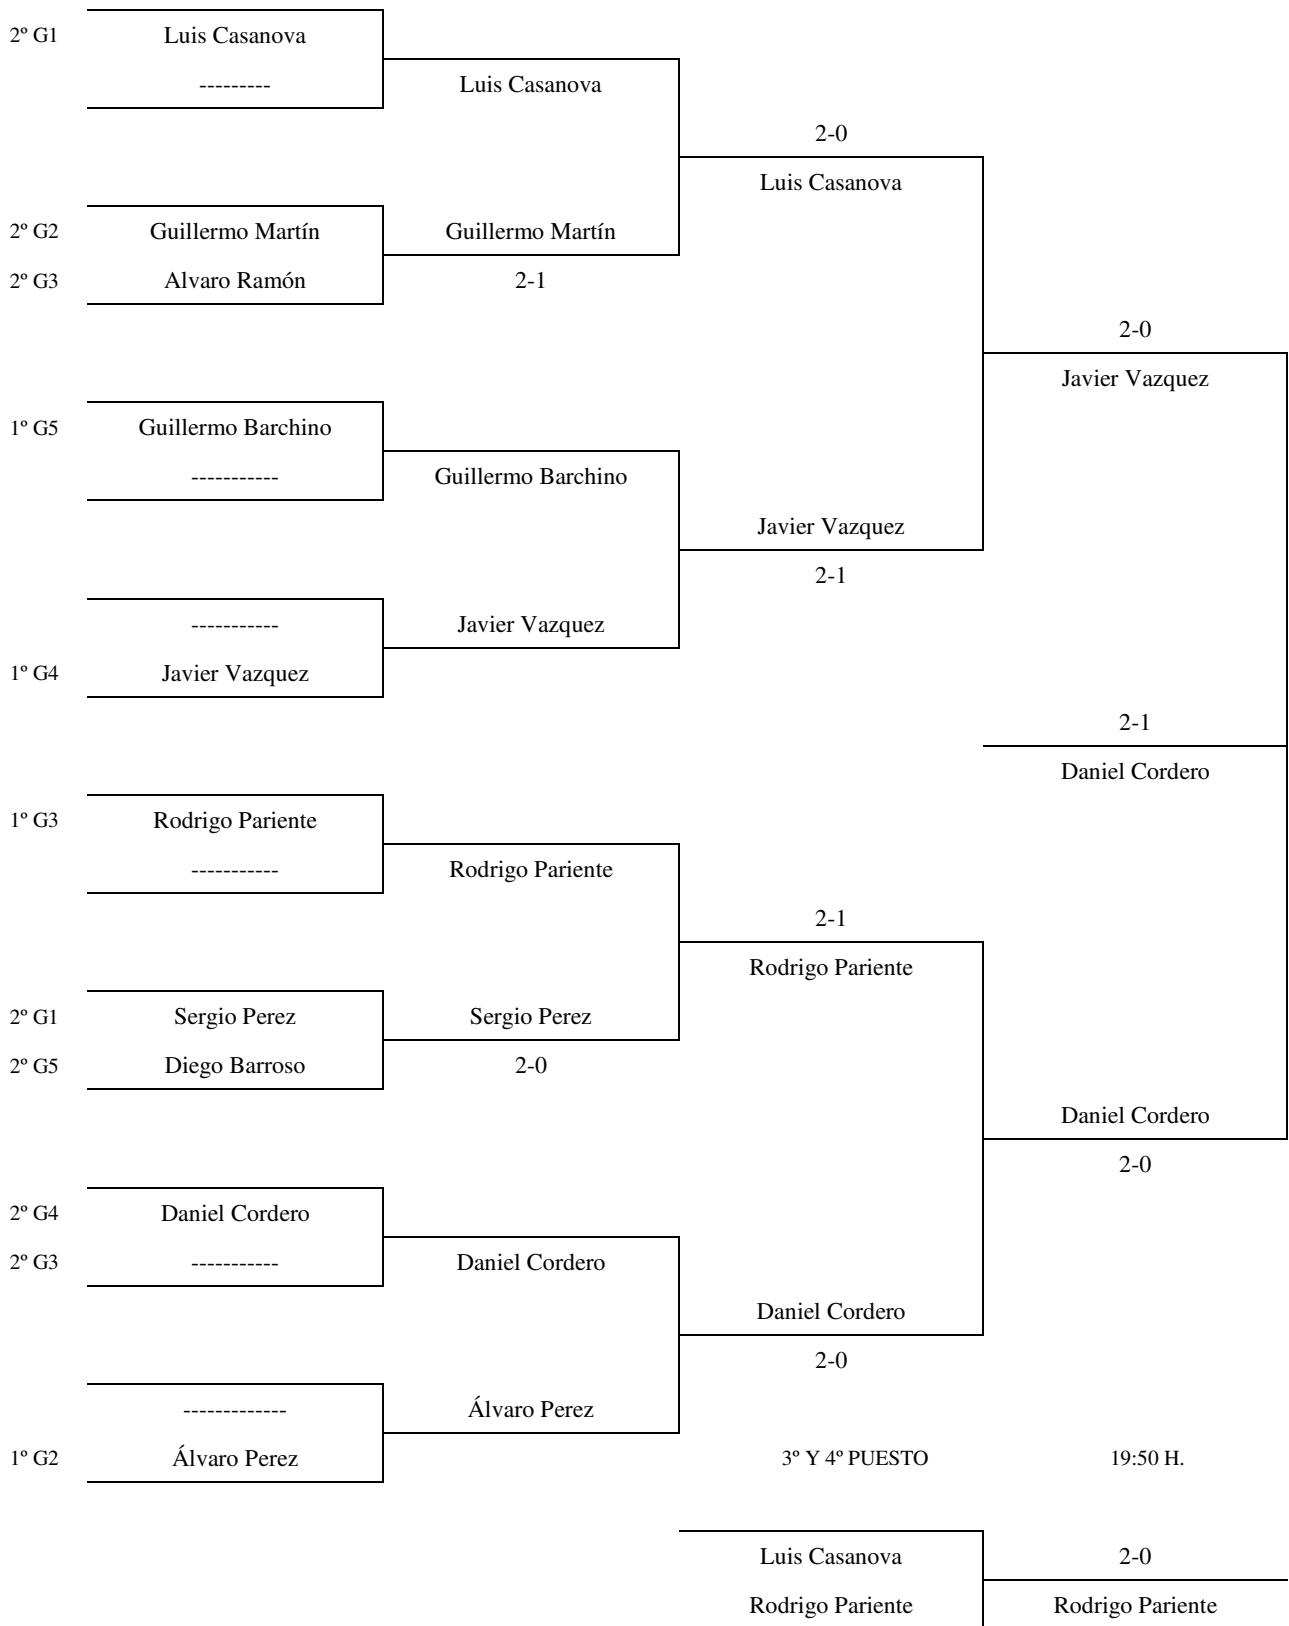 2º G1 Luis Casanova
--------- Luis Casanova
2-0
Luis Casanova
2º G2 Guillermo Martín Guillermo Martín
2º G3 Alvaro Ramón 2-1
2-0
Javier Vazquez
1º G5 Guillermo Barchino
----------- Guillermo Barchino
Javier Vazquez
2-1
----------- Javier Vazquez
1º G4 Javier Vazquez
2-1
Daniel Cordero
1º G3 Rodrigo Pariente
----------- Rodrigo Pariente
2-1
Rodrigo Pariente
2º G1 Sergio Perez Sergio Perez
2º G5 Diego Barroso 2-0
Daniel Cordero
2-0
2º G4 Daniel Cordero
2º G3 ----------- Daniel Cordero
Daniel Cordero
2-0
------------- Álvaro Perez
1º G2 Álvaro Perez 3º Y 4º PUESTO 19:50 H.
Luis Casanova 2-0
Rodrigo Pariente Rodrigo Pariente